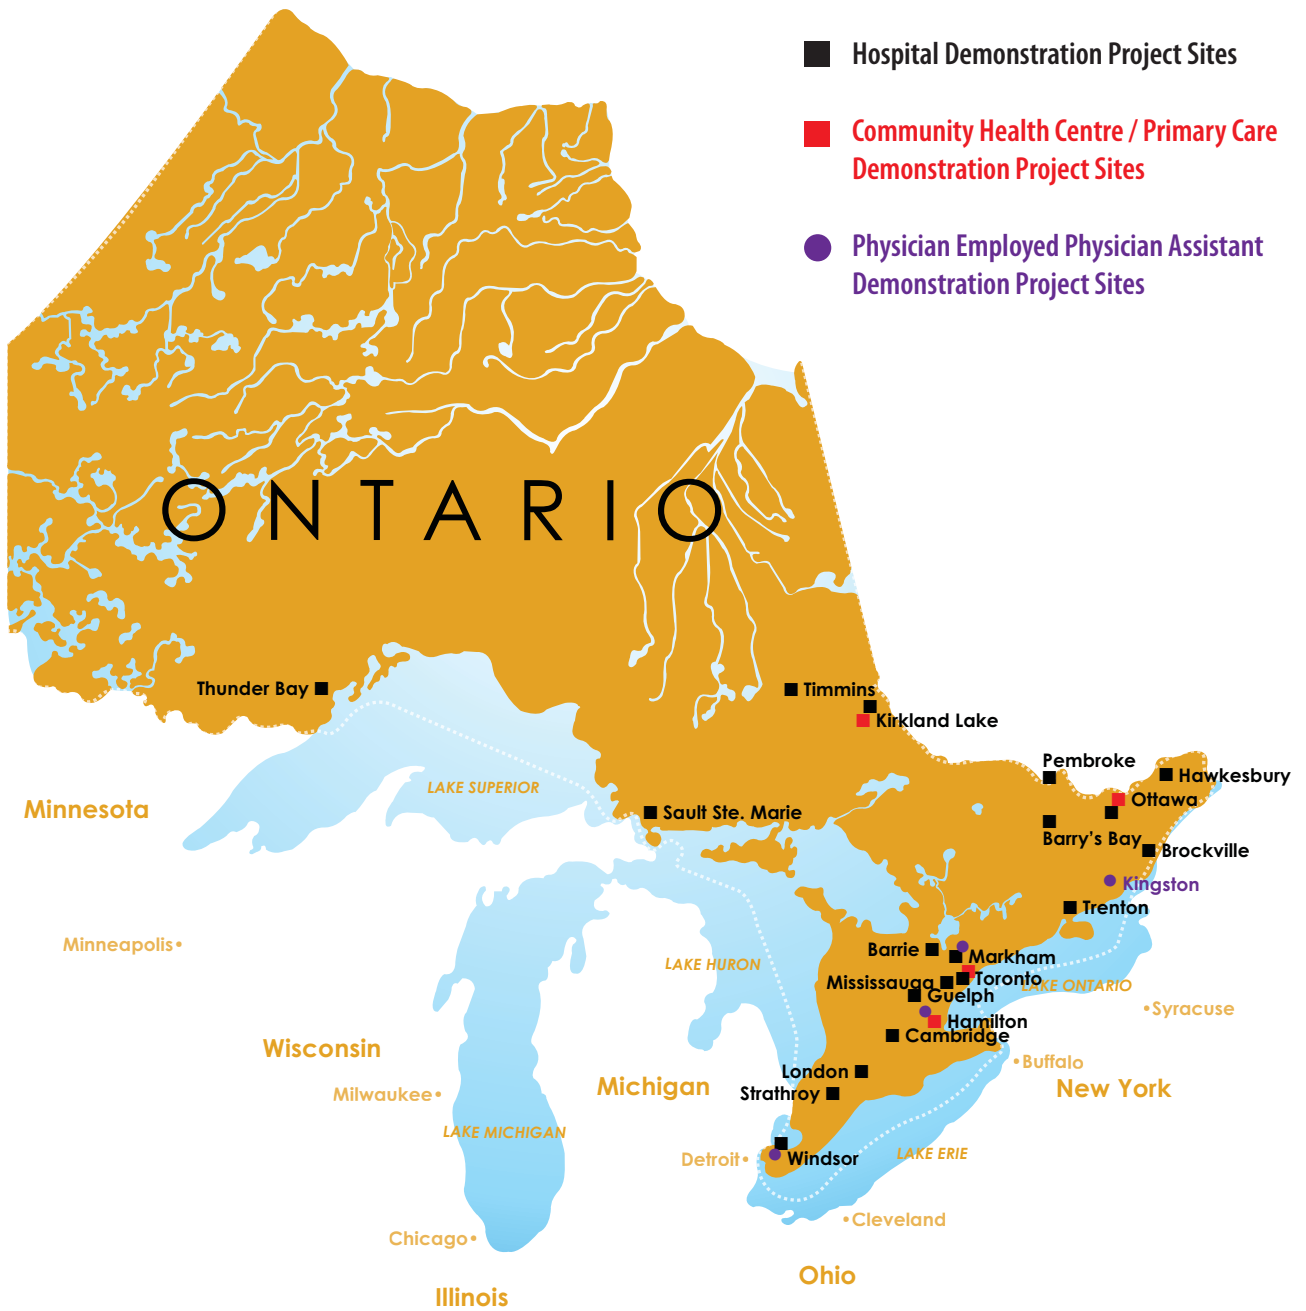 Hospital Demonstration Project Sites
Community Health Centre / Primary Care
Demonstration Project Sites
Physician Employed Physician Assistant
Demonstration Project Sites
ONTARIO
Thunder Bay
Timmins
Kirkland Lake
Pembroke
Hawkesbury
LAKE SUPERIOR
Ottawa
Minnesota
Sault Ste. Marie
Barry's Bay
Brockville
Kingston
Trenton
Minneapolis
Barrie
Markham
LAKE HURON
Toronto
Mississauga
LAKE ONTARIO
Guelph
Syracuse
Hamilton
Cambridge
Wisconsin
Buffalo
London
Michigan
New York
Milwaukee
Strathroy
LAKE MICHIGAN
LAKE ERIE
Detroit
Windsor
Cleveland
Chicago
Ohio
Illinois